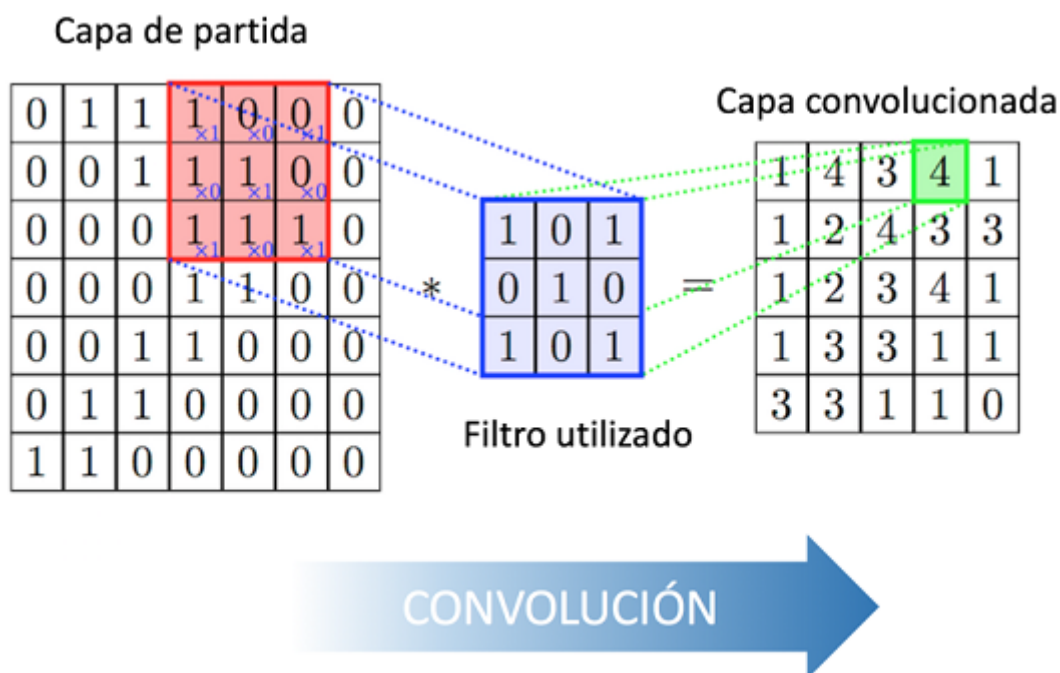 Capa de partida
0 1 1 1×1 0×0 0×1 0
0 0 1 1×0 1×1 0×0 0
0 0 0 1×1 1×0 1×1 0
0 0 0 1 1 0 0
0 0 1 1 0 0 0
0 1 1 0 0 0 0
1 1 0 0 0 0 0
*
1 0 1
0 1 0
1 0 1
Filtro utilizado
=
Capa convolucionada
1 4 3 4 1
1 2 4 3 3
1 2 3 4 1
1 3 3 1 1
3 3 1 1 0
CONVOLUCIÓN